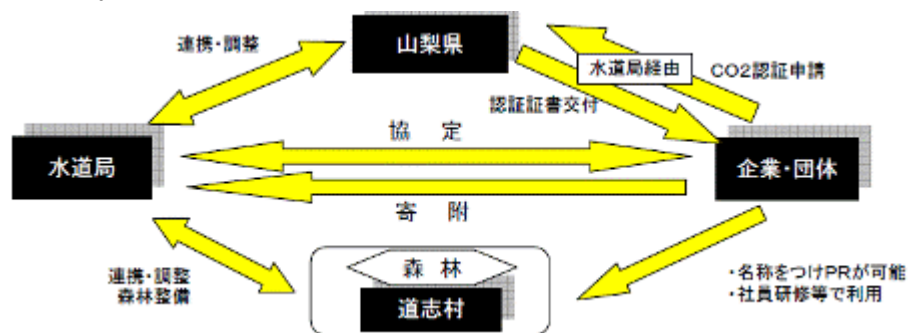 連携・調整
山梨県
水道局経由
CO2認証申請
認証証書交付
協 定
水道局
企業・団体
寄 附
連携・調整
森林整備
森 林
道志村
・名称をつけPRが可能
・社員研修等で利用